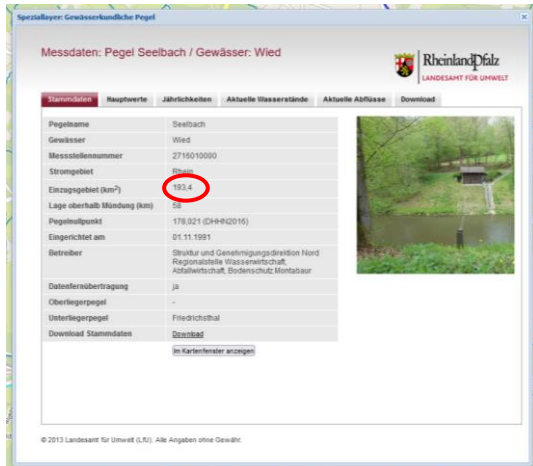 Speziallayer: Gewässerkundliche Pegel
Messdaten: Pegel Seelbach / Gewässer: Wied
RheinlandPfalz
LANDESAMT FÜR UMWELT
Stammdaten Hauptwerte Jährlichkeiten Aktuelle Wasserstände Aktuelle Abflüsse Download
Pegelname Seelbach
Gewässer Wied
Messstellennummer 2716010000
Stromgebiet Rhein
Einzugsgebiet (km²) 193,4
Lage oberhalb Mündung (km) 58
Pegelnullpunkt 178,021 (DHHN2016)
Eingerichtet am 01.11.1991
Betreiber Struktur und Genehmigungsdirektion Nord
Regionalstelle Wasserwirtschaft,
Abfallwirtschaft, Bodenschutz Montabaur
Datenfernübertragung ja
Oberliegerpegel -
Unterliegerpegel Friedrichsthal
Download Stammdaten Download
Im Kartenfenster anzeigen
© 2013 Landesamt für Umwelt (LfU). Alle Angaben ohne Gewähr.